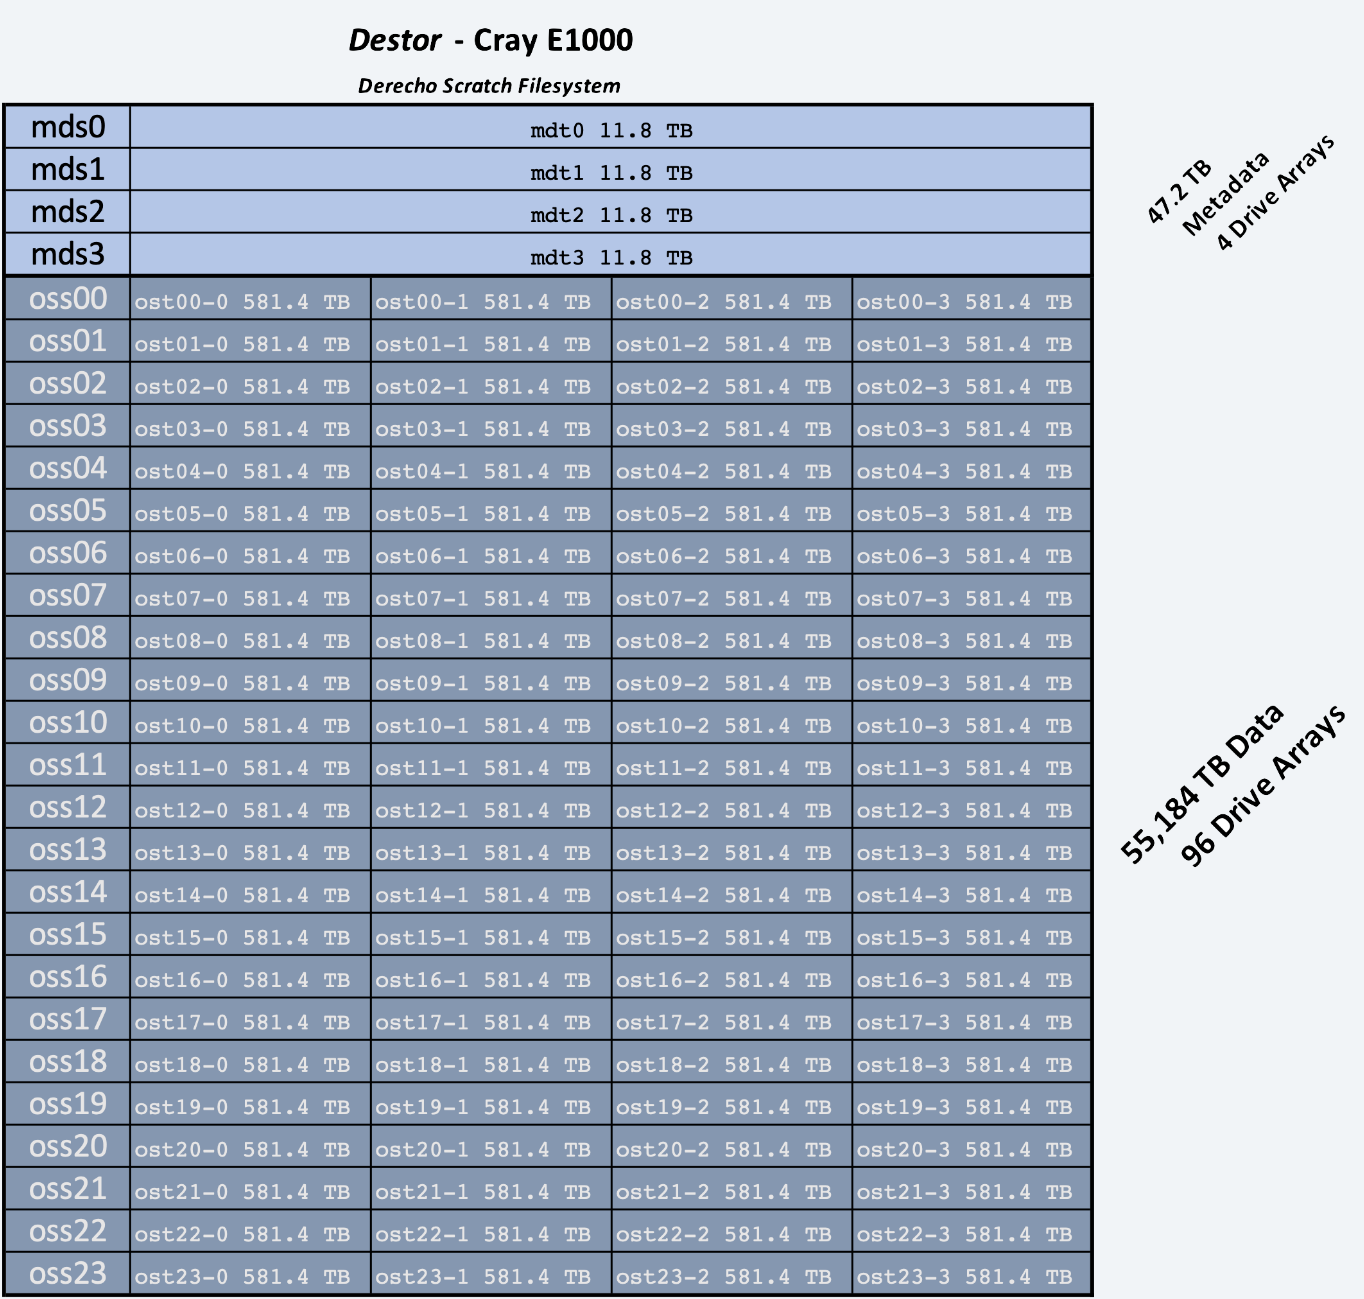 Destor - Cray E1000
Derecho Scratch Filesystem
mds0 mdt0 11.8 TB
mds1 mdt1 11.8 TB
mds2 mdt2 11.8 TB
mds3 mdt3 11.8 TB
47.2 TB
Metadata
4 Drive Arrays
oss00 ost00-0 581.4 TB ost00-1 581.4 TB ost00-2 581.4 TB ost00-3 581.4 TB
oss01 ost01-0 581.4 TB ost01-1 581.4 TB ost01-2 581.4 TB ost01-3 581.4 TB
oss02 ost02-0 581.4 TB ost02-1 581.4 TB ost02-2 581.4 TB ost02-3 581.4 TB
oss03 ost03-0 581.4 TB ost03-1 581.4 TB ost03-2 581.4 TB ost03-3 581.4 TB
oss04 ost04-0 581.4 TB ost04-1 581.4 TB ost04-2 581.4 TB ost04-3 581.4 TB
oss05 ost05-0 581.4 TB ost05-1 581.4 TB ost05-2 581.4 TB ost05-3 581.4 TB
oss06 ost06-0 581.4 TB ost06-1 581.4 TB ost06-2 581.4 TB ost06-3 581.4 TB
oss07 ost07-0 581.4 TB ost07-1 581.4 TB ost07-2 581.4 TB ost07-3 581.4 TB
oss08 ost08-0 581.4 TB ost08-1 581.4 TB ost08-2 581.4 TB ost08-3 581.4 TB
oss09 ost09-0 581.4 TB ost09-1 581.4 TB ost09-2 581.4 TB ost09-3 581.4 TB
oss10 ost10-0 581.4 TB ost10-1 581.4 TB ost10-2 581.4 TB ost10-3 581.4 TB
oss11 ost11-0 581.4 TB ost11-1 581.4 TB ost11-2 581.4 TB ost11-3 581.4 TB
oss12 ost12-0 581.4 TB ost12-1 581.4 TB ost12-2 581.4 TB ost12-3 581.4 TB
oss13 ost13-0 581.4 TB ost13-1 581.4 TB ost13-2 581.4 TB ost13-3 581.4 TB
oss14 ost14-0 581.4 TB ost14-1 581.4 TB ost14-2 581.4 TB ost14-3 581.4 TB
oss15 ost15-0 581.4 TB ost15-1 581.4 TB ost15-2 581.4 TB ost15-3 581.4 TB
oss16 ost16-0 581.4 TB ost16-1 581.4 TB ost16-2 581.4 TB ost16-3 581.4 TB
oss17 ost17-0 581.4 TB ost17-1 581.4 TB ost17-2 581.4 TB ost17-3 581.4 TB
oss18 ost18-0 581.4 TB ost18-1 581.4 TB ost18-2 581.4 TB ost18-3 581.4 TB
oss19 ost19-0 581.4 TB ost19-1 581.4 TB ost19-2 581.4 TB ost19-3 581.4 TB
oss20 ost20-0 581.4 TB ost20-1 581.4 TB ost20-2 581.4 TB ost20-3 581.4 TB
oss21 ost21-0 581.4 TB ost21-1 581.4 TB ost21-2 581.4 TB ost21-3 581.4 TB
oss22 ost22-0 581.4 TB ost22-1 581.4 TB ost22-2 581.4 TB ost22-3 581.4 TB
oss23 ost23-0 581.4 TB ost23-1 581.4 TB ost23-2 581.4 TB ost23-3 581.4 TB
55,184 TB Data
96 Drive Arrays